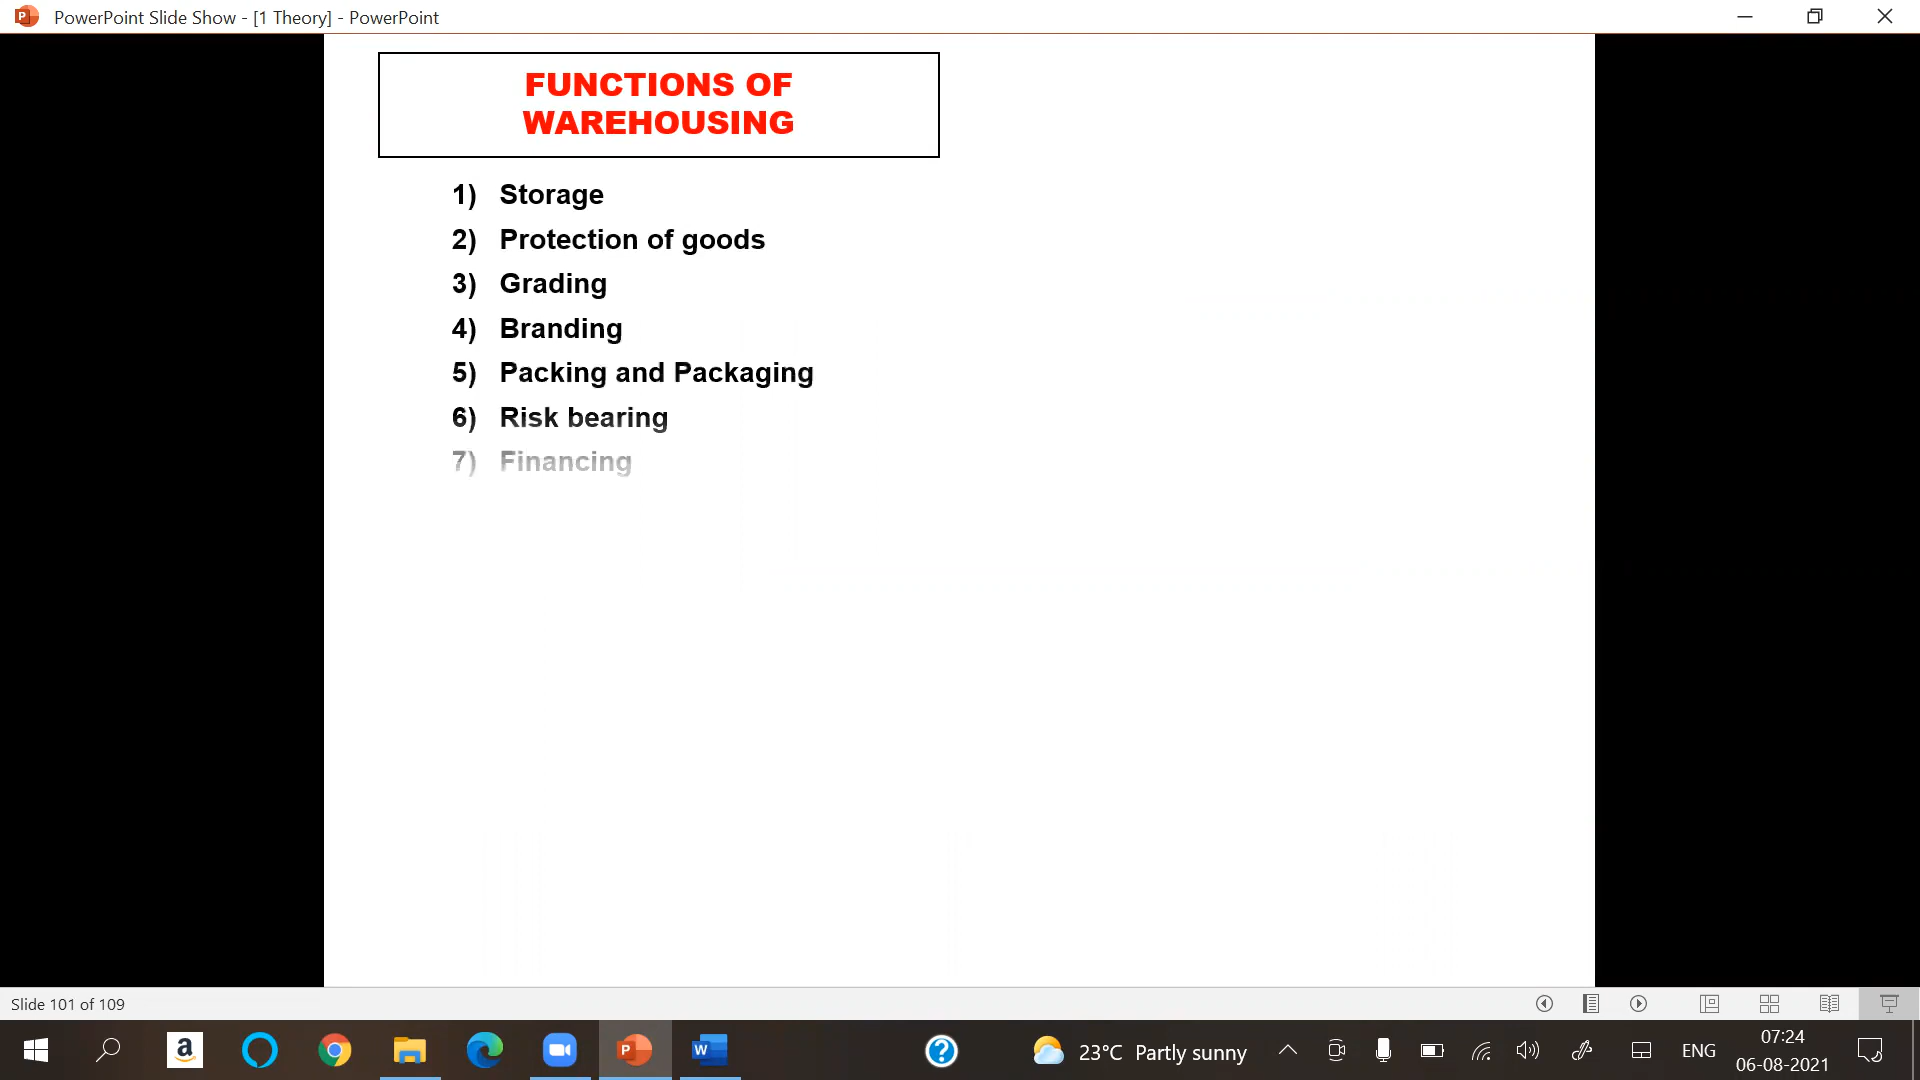 PowerPoint Slide Show - [1 Theory] - PowerPoint
FUNCTIONS OF
WAREHOUSING
1) Storage
2) Protection of goods
3) Grading
4) Branding
5) Packing and Packaging
6) Risk bearing
7) Financing
Slide 101 of 109
23°C Partly sunny
ENG
07:24
06-08-2021